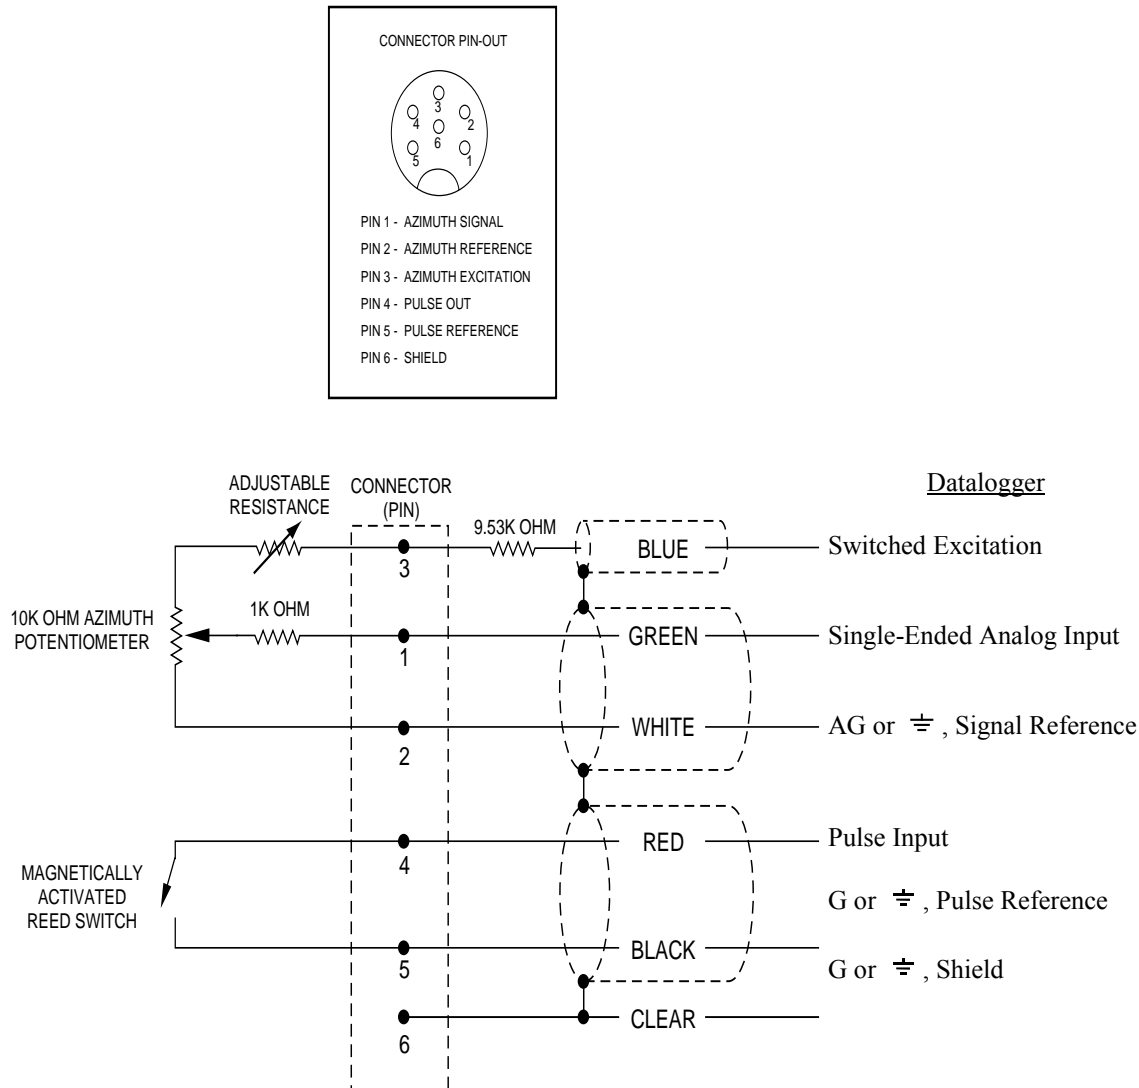 CONNECTOR PIN-OUT
3
4
2
6
5
1
PIN 1 - AZIMUTH SIGNAL
PIN 2 - AZIMUTH REFERENCE
PIN 3 - AZIMUTH EXCITATION
PIN 4 - PULSE OUT
PIN 5 - PULSE REFERENCE
PIN 6 - SHIELD
ADJUSTABLE
RESISTANCE
CONNECTOR
(PIN)
Datalogger
9.53K OHM
3
BLUE
Switched Excitation
10K OHM AZIMUTH
POTENTIOMETER
1K OHM
1
GREEN
Single-Ended Analog Input
2
WHITE
AG or ⏚ , Signal Reference
MAGNETICALLY
ACTIVATED
REED SWITCH
4
RED
Pulse Input
G or ⏚ , Pulse Reference
5
BLACK
G or ⏚ , Shield
6
CLEAR